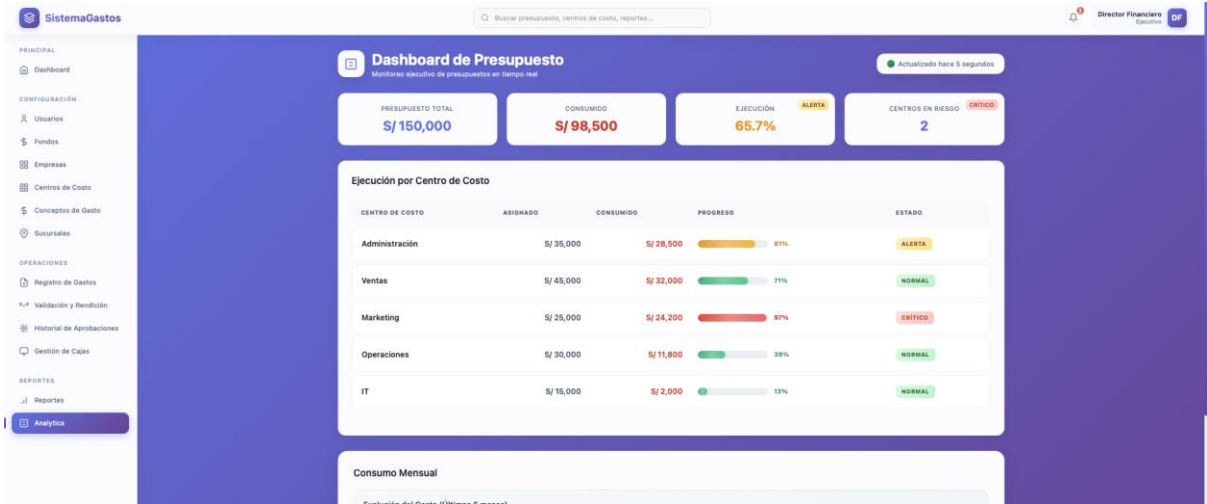 SistemaGastos
Buscar presupuesto, centros de costo, reportes...
3
Director Financiero
Ejecutivo
DF
PRINCIPAL
Dashboard
CONFIGURACIÓN
Usuarios
Fondos
Empresas
Centros de Costo
Conceptos de Gasto
Sucursales
OPERACIONES
Registro de Gastos
Validación y Rendición
Historial de Aprobaciones
Gestión de Cajas
REPORTES
Reportes
Analytics
Dashboard de Presupuesto
Monitoreo ejecutivo de presupuestos en tiempo real
Actualizado hace 5 segundos
PRESUPUESTO TOTAL
S/ 150,000
CONSUMIDO
S/ 98,500
EJECUCIÓN
ALERTA
65.7%
CENTROS EN RIESGO
CRÍTICO
2
Ejecución por Centro de Costo
CENTRO DE COSTO ASIGNADO CONSUMIDO PROGRESO ESTADO
Administración S/ 35,000 S/ 28,500 81% ALERTA
Ventas S/ 45,000 S/ 32,000 71% NORMAL
Marketing S/ 25,000 S/ 24,200 97% CRÍTICO
Operaciones S/ 30,000 S/ 11,800 39% NORMAL
IT S/ 15,000 S/ 2,000 13% NORMAL
Consumo Mensual